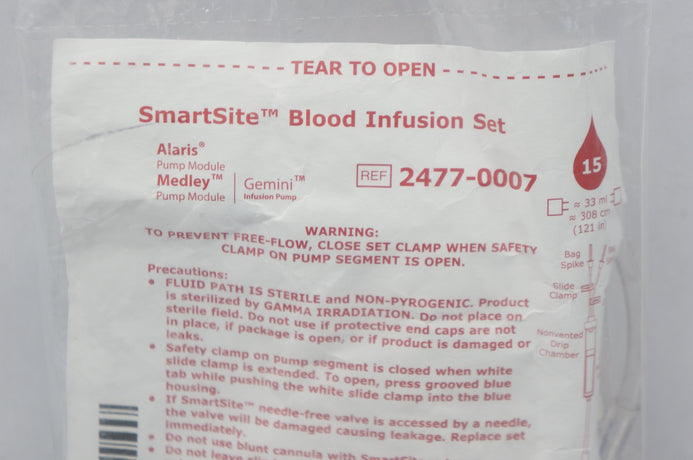 TEAR TO OPEN
SmartSite™ Blood Infusion Set
Alaris®
Pump Module
Medley™
Pump Module
Gemini™
Infusion Pump
REF 2477-0007
15
≈ 33 ml
≈ 308 cm
(121 in)
WARNING:
TO PREVENT FREE-FLOW, CLOSE SET CLAMP WHEN SAFETY
CLAMP ON PUMP SEGMENT IS OPEN.
Bag
Spike
Slide
Clamp
Nonvented
Drip
Chamber
Precautions:
• FLUID PATH IS STERILE and NON-PYROGENIC. Product
is sterilized by GAMMA IRRADIATION. Do not place on
sterile field. Do not use if protective end caps are not
in place, if package is open, or if product is damaged or
leaks.
• Safety clamp on pump segment is closed when white
slide clamp is extended. To open, press grooved blue
tab while pushing the white slide clamp into the blue
housing.
• If SmartSite™ needle-free valve is accessed by a needle,
the valve will be damaged causing leakage. Replace set
immediately.
• Do not use blunt cannula with
• Do not leave